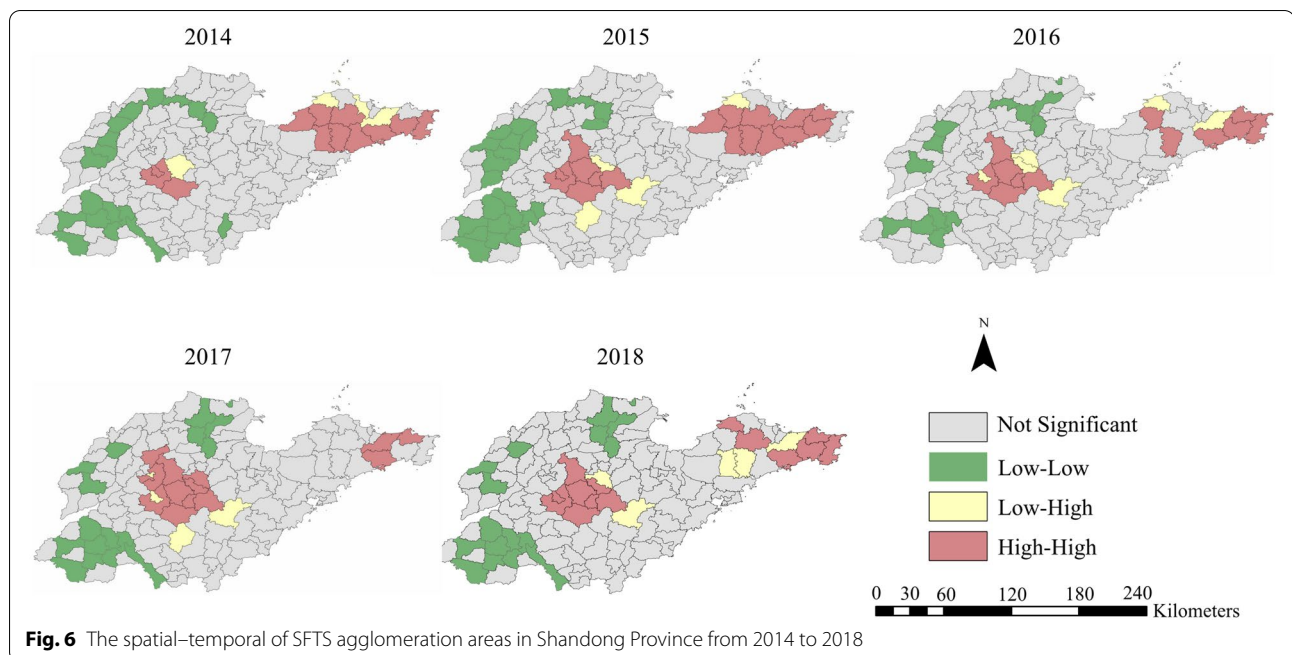 2014
2015
2016
2017
2018
N
Not Significant
Low-Low
Low-High
High-High
0 30 60 120 180 240
Kilometers
Fig. 6 The spatial–temporal of SFTS agglomeration areas in Shandong Province from 2014 to 2018